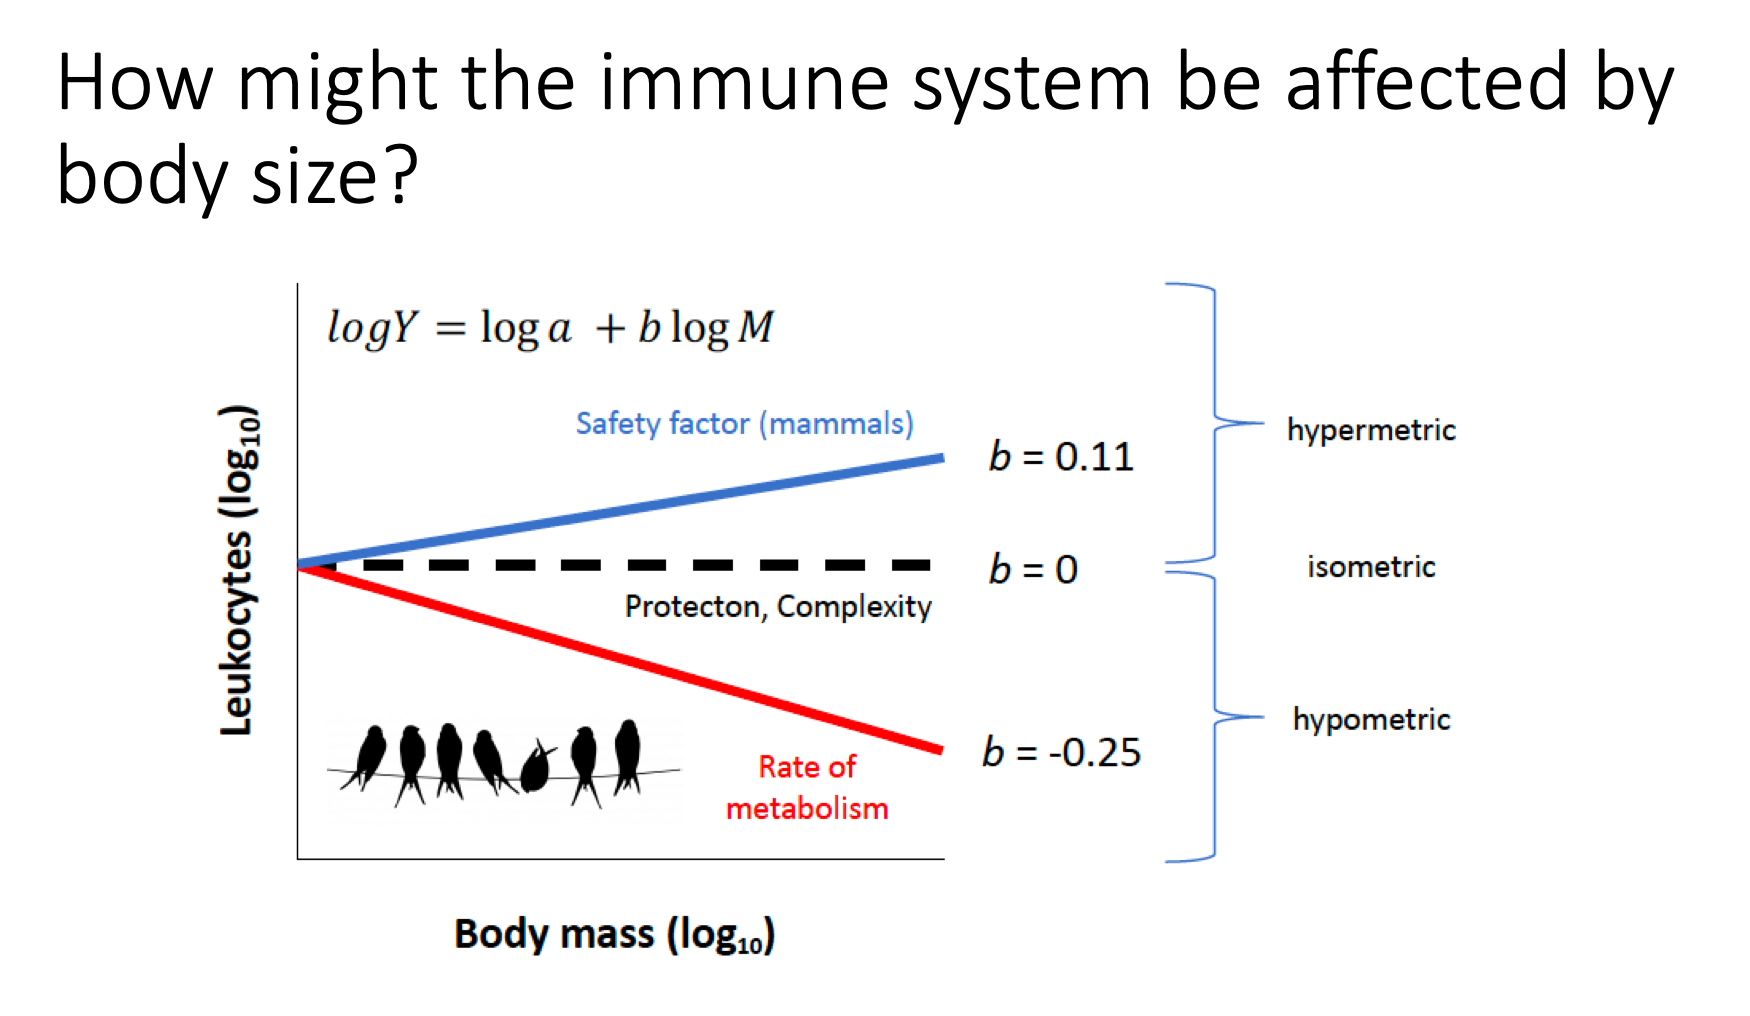 How might the immune system be affected by
body size?
logY = log a + b log M
Safety factor (mammals)
b = 0.11
hypermetric
Leukocytes (log₁₀)
b = 0
isometric
Protecton, Complexity
hypometric
b = -0.25
Rate of
metabolism
Body mass (log₁₀)